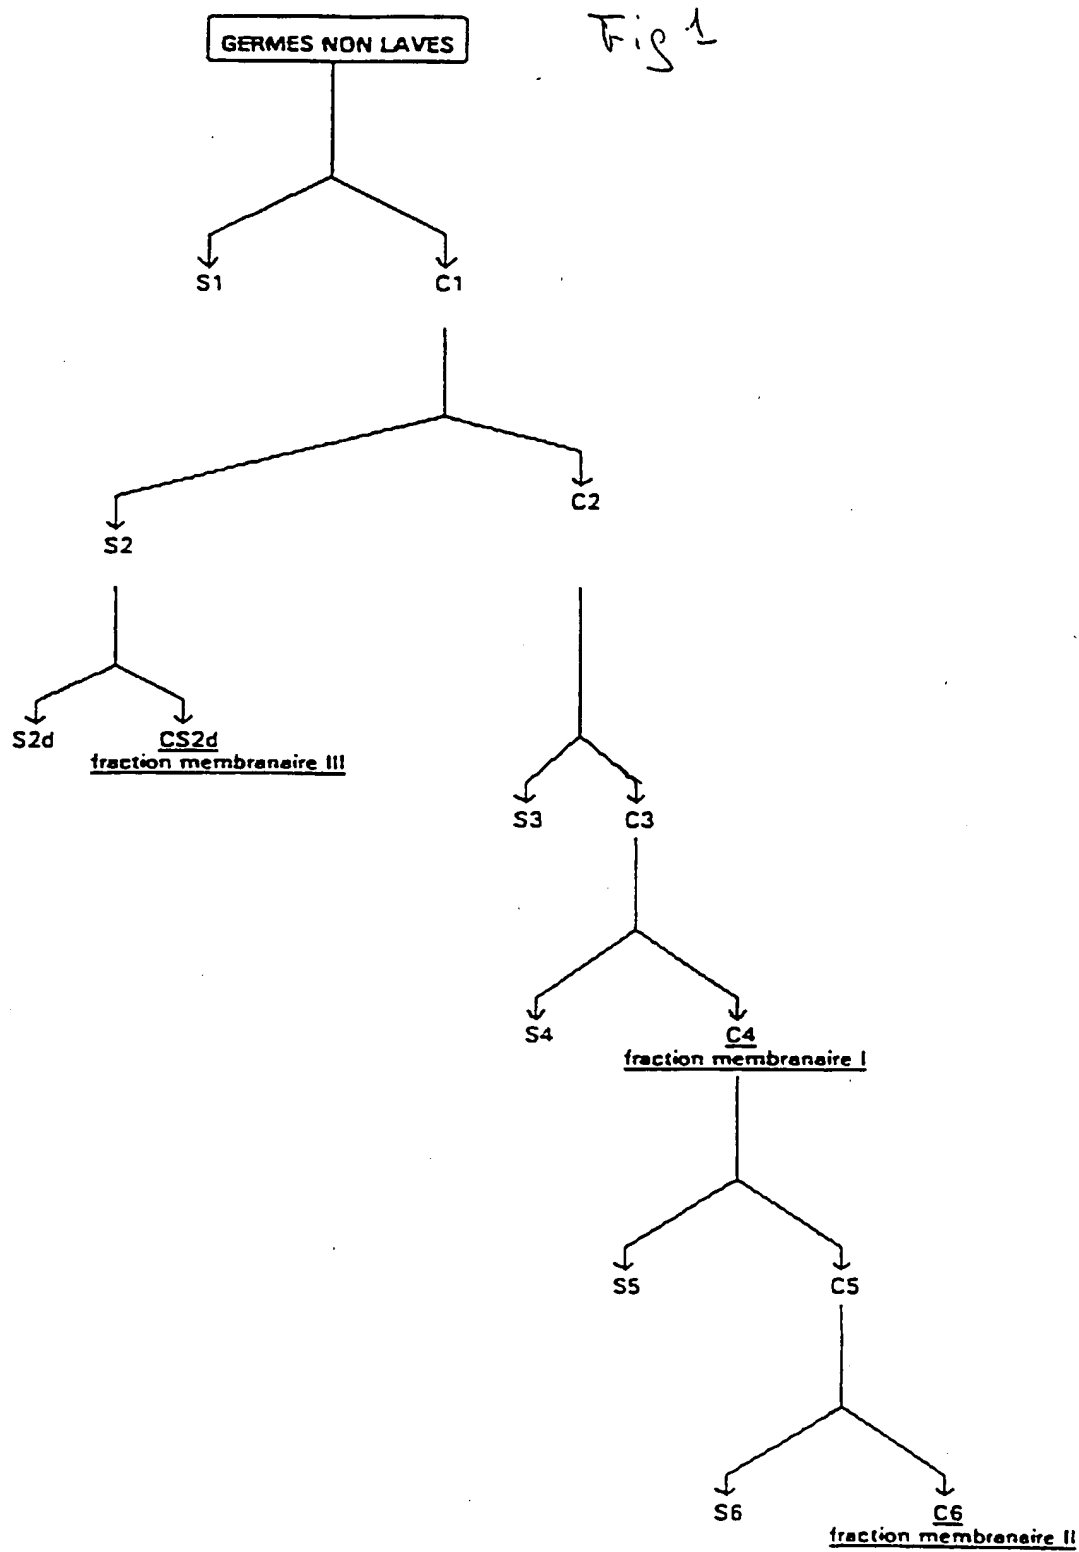 GERMES NON LAVES
Fig 1
S1
C1
C2
S2
S2d
CS2d
fraction membranaire III
S3
C3
S4
C4
fraction membranaire I
S5
C5
S6
C6
fraction membranaire II